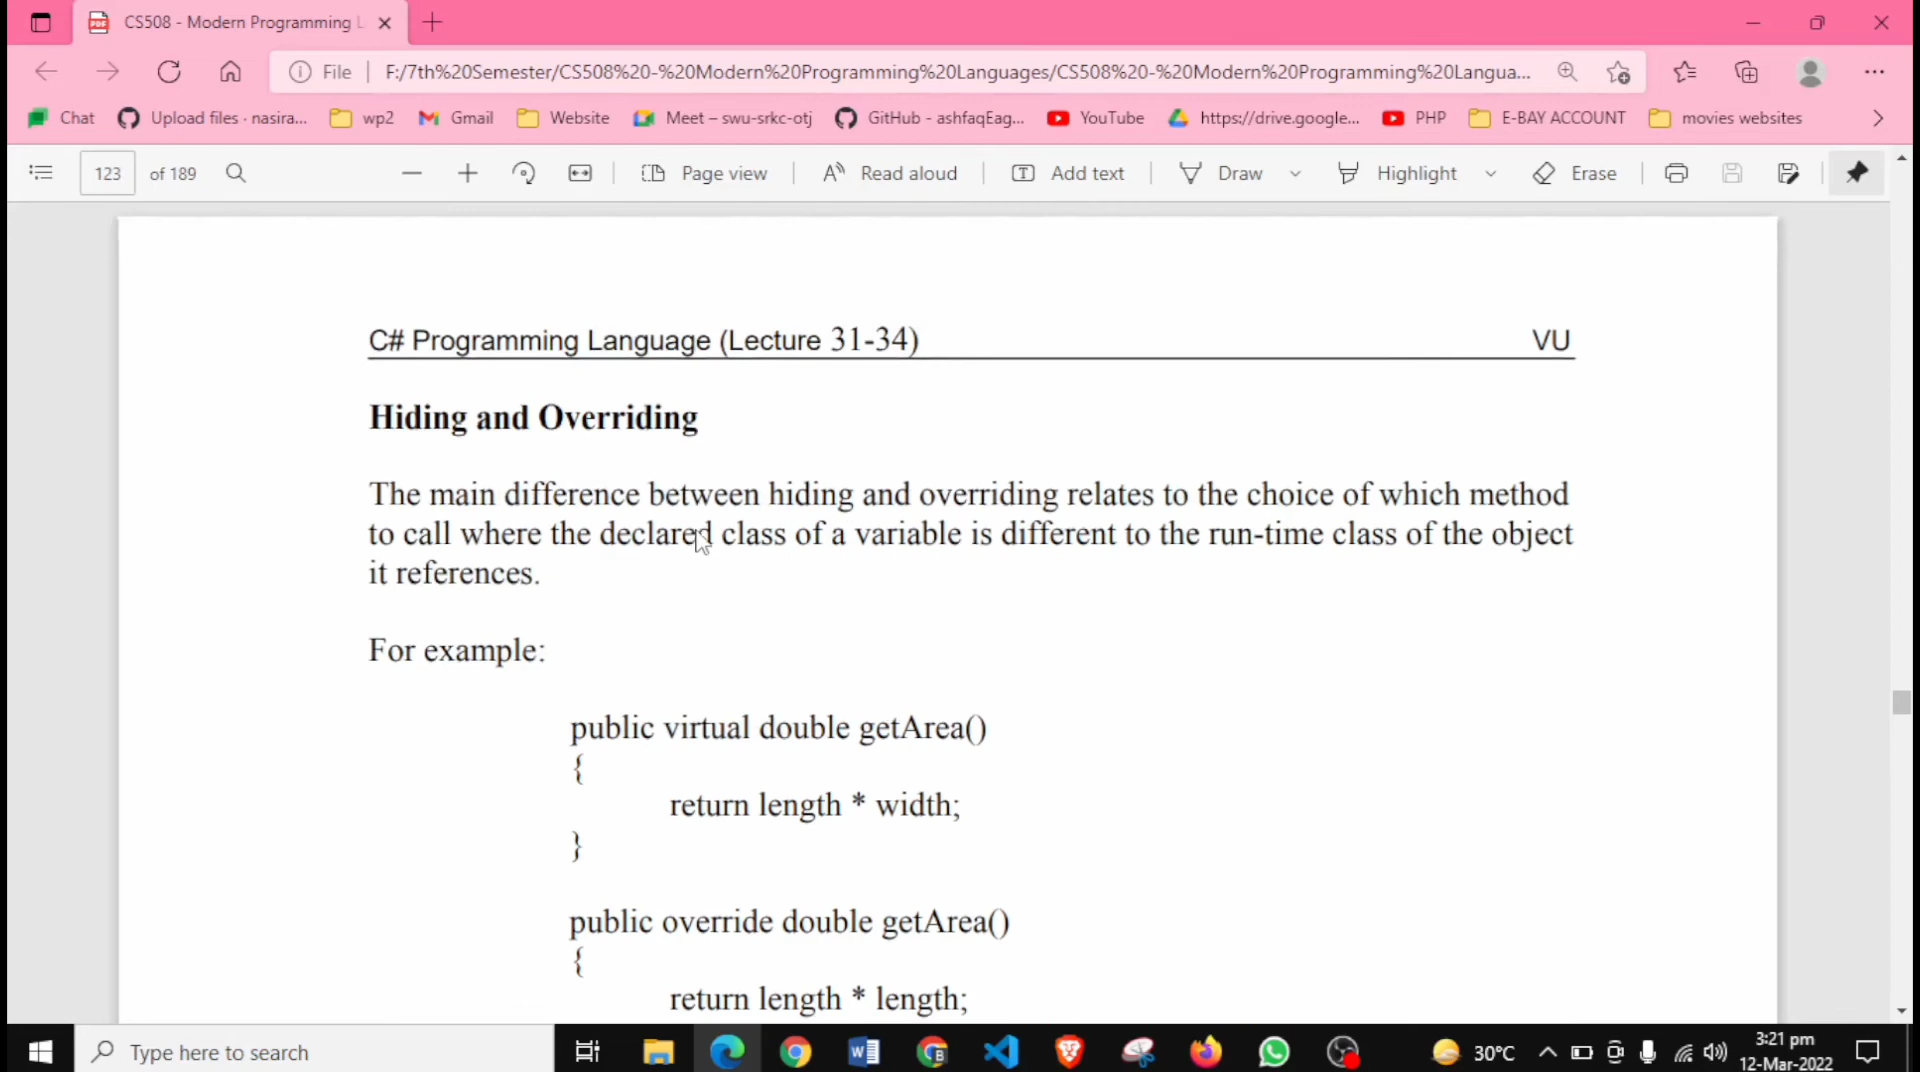 CS508 - Modern Programming L
File
F:/7th%20Semester/CS508%20-%20Modern%20Programming%20Languages/CS508%20-%20Modern%20Programming%20Langua...
Chat
Upload files · nasira...
wp2
Gmail
Website
Meet – swu-srkc-otj
GitHub - ashfaqEag...
YouTube
https://drive.google...
PHP
E-BAY ACCOUNT
movies websites
123 of 189
Page view
Read aloud
Add text
Draw
Highlight
Erase
C# Programming Language (Lecture 31-34) VU
Hiding and Overriding
The main difference between hiding and overriding relates to the choice of which method
to call where the declared class of a variable is different to the run-time class of the object
it references.
For example:
public virtual double getArea()
{
return length * width;
}
public override double getArea()
{
return length * length;
Type here to search
30°C
3:21 pm
12-Mar-2022